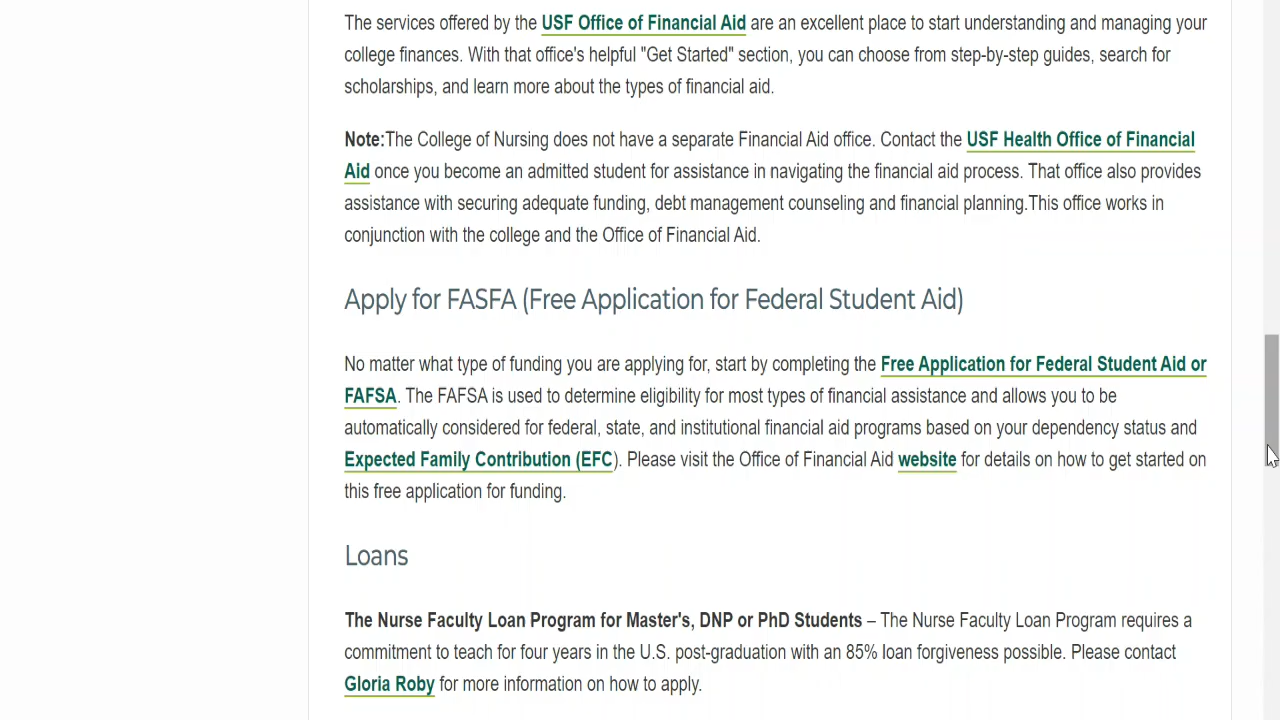 The services offered by the USF Office of Financial Aid are an excellent place to start understanding and managing your
college finances. With that office's helpful "Get Started" section, you can choose from step-by-step guides, search for
scholarships, and learn more about the types of financial aid.
Note:The College of Nursing does not have a separate Financial Aid office. Contact the USF Health Office of Financial
Aid once you become an admitted student for assistance in navigating the financial aid process. That office also provides
assistance with securing adequate funding, debt management counseling and financial planning.This office works in
conjunction with the college and the Office of Financial Aid.
Apply for FASFA (Free Application for Federal Student Aid)
No matter what type of funding you are applying for, start by completing the Free Application for Federal Student Aid or
FAFSA. The FAFSA is used to determine eligibility for most types of financial assistance and allows you to be
automatically considered for federal, state, and institutional financial aid programs based on your dependency status and
Expected Family Contribution (EFC). Please visit the Office of Financial Aid website for details on how to get started on
this free application for funding.
Loans
The Nurse Faculty Loan Program for Master's, DNP or PhD Students – The Nurse Faculty Loan Program requires a
commitment to teach for four years in the U.S. post-graduation with an 85% loan forgiveness possible. Please contact
Gloria Roby for more information on how to apply.